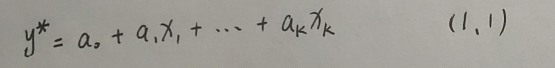 y* = a₀ + a₁x₁ + ... + aₖxₖ (1,1)